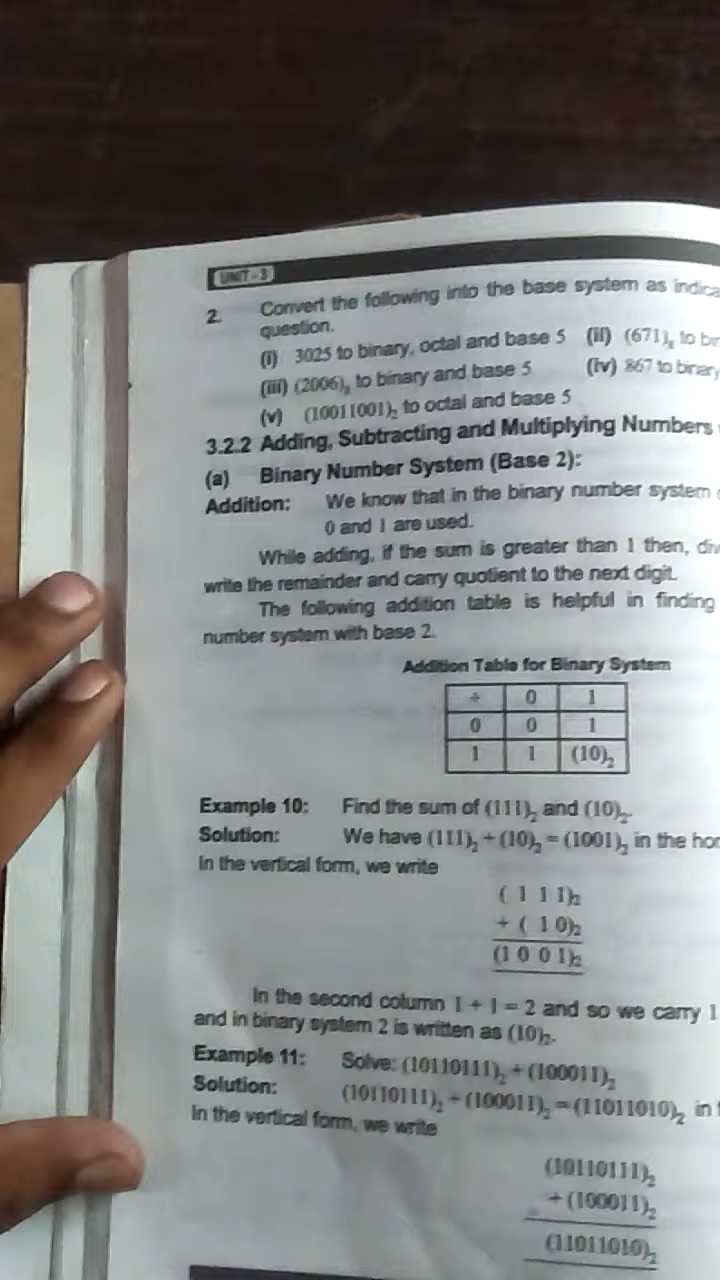 UNIT - 3
2. Convert the following into the base system as
question.
(i) 3025 to binary, octal and base 5 (ii) (671)₈ to
(iii) (2006)₈ to binary and base 5 (iv) 867 to binary
(v) (10011001)₂ to octal and base 5
3.2.2 Adding, Subtracting and Multiplying Numbers
(a) Binary Number System (Base 2):
Addition: We know that in the binary number system
0 and 1 are used.
While adding, if the sum is greater than 1 then,
write the remainder and carry quotient to the next digit.
The following addition table is helpful in finding
number system with base 2.
Addition Table for Binary System
+ 0 1
0 0 1
1 1 (10)₂
Example 10: Find the sum of (111)₂ and (10)₂.
Solution: We have (111)₂ + (10)₂ = (1001)₂ in the
In the vertical form, we write
( 1 1 1)₂
+ ( 1 0)₂
(1 0 0 1)₂
In the second column 1 + 1 = 2 and so we carry 1
and in binary system 2 is written as (10)₂.
Example 11: Solve: (10110111)₂ + (100011)₂
Solution: (10110111)₂ + (100011)₂ = (11011010)₂ in
In the vertical form, we write
(10110111)₂
+ (100011)₂
(11011010)₂